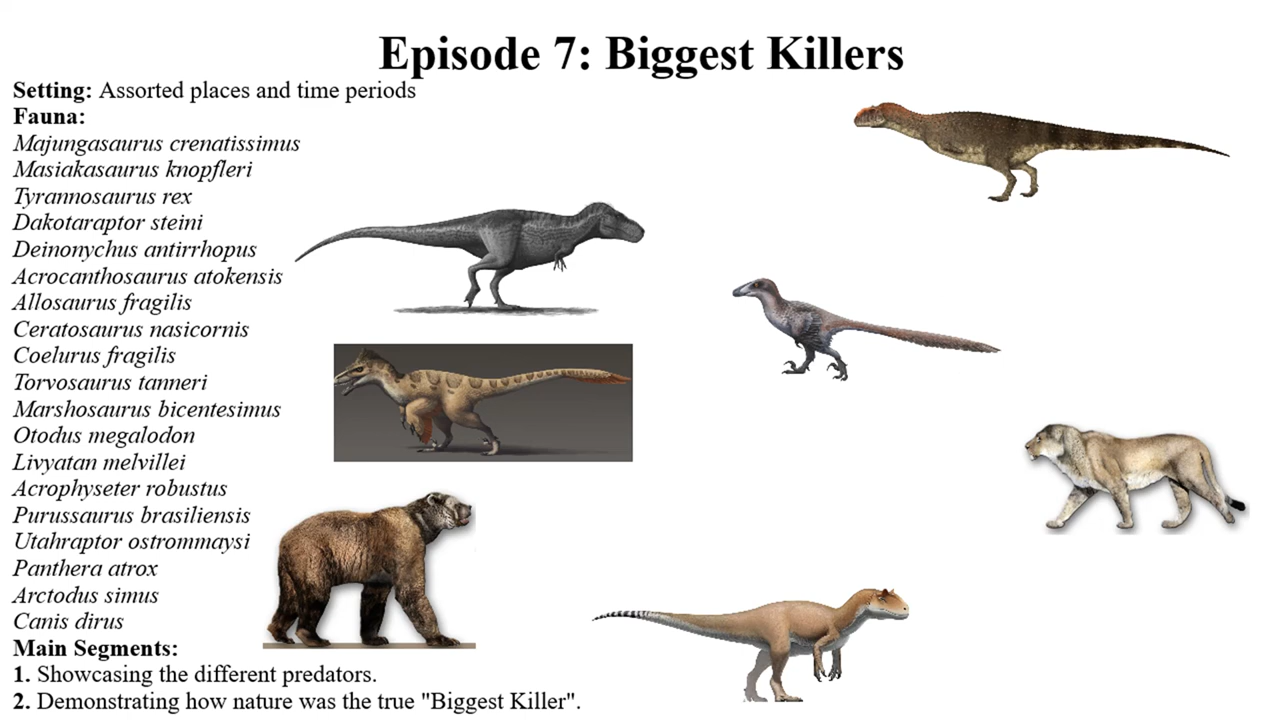 Episode 7: Biggest Killers
Setting: Assorted places and time periods
Fauna:
Majungasaurus crenatissimus
Masiakasaurus knopfleri
Tyrannosaurus rex
Dakotaraptor steini
Deinonychus antirrhopus
Acrocanthosaurus atokensis
Allosaurus fragilis
Ceratosaurus nasicornis
Coelurus fragilis
Torvosaurus tanneri
Marshosaurus bicentesimus
Otodus megalodon
Livyatan melvillei
Acrophyseter robustus
Purussaurus brasiliensis
Utahraptor ostrommaysi
Panthera atrox
Arctodus simus
Canis dirus
Main Segments:
1. Showcasing the different predators.
2. Demonstrating how nature was the true "Biggest Killer".